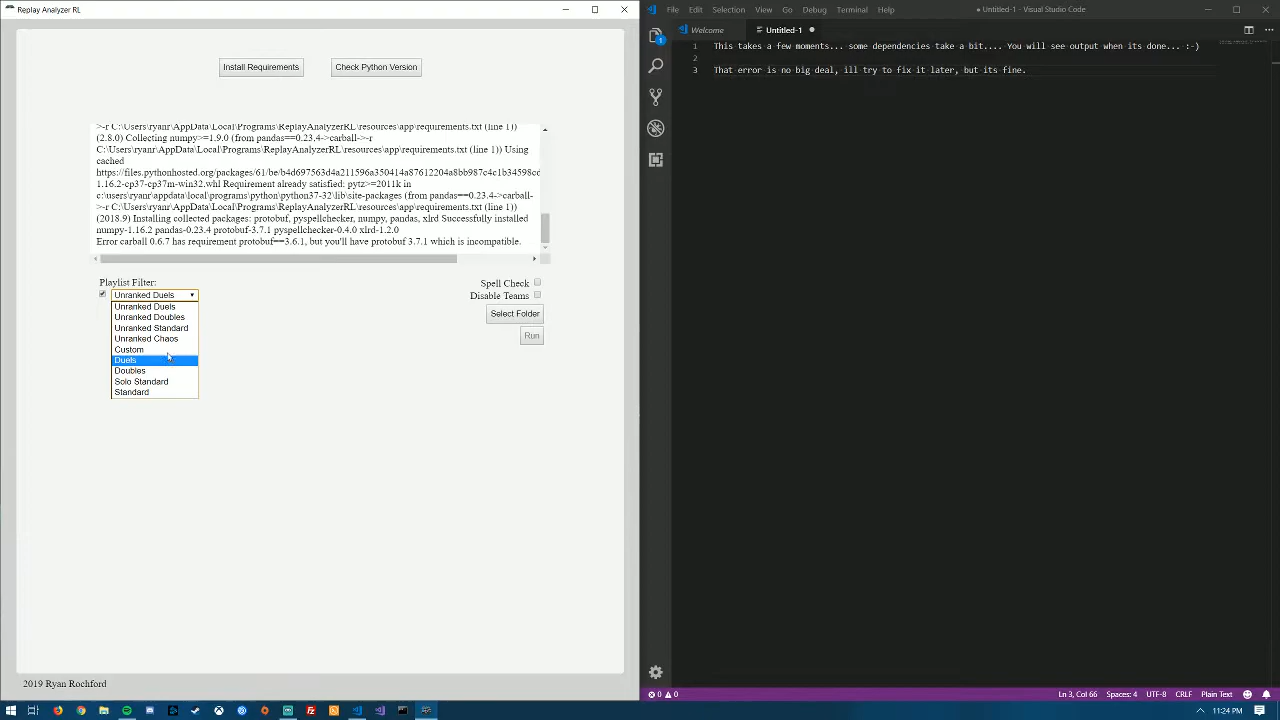 Replay Analyzer RL
Install Requirements
Check Python Version
>-r C:\Users\ryanr\AppData\Local\Programs\ReplayAnalyzerRL\resources\app\requirements.txt (line 1))
(2.8.0) Collecting numpy>=1.9.0 (from pandas==0.23.4->carball->-r
C:\Users\ryanr\AppData\Local\Programs\ReplayAnalyzerRL\resources\app\requirements.txt (line 1)) Using
cached
https://files.pythonhosted.org/packages/61/be/b4d697563d4a211596a350414a87612204a8bb987c4c1b34598cd
1.16.2-cp37-cp37m-win32.whl Requirement already satisfied: pytz>=2011k in
c:\users\ryanr\appdata\local\programs\python\python37-32\lib\site-packages (from pandas==0.23.4->carball-
>-r C:\Users\ryanr\AppData\Local\Programs\ReplayAnalyzerRL\resources\app\requirements.txt (line 1))
(2018.9) Installing collected packages: protobuf, pyspellchecker, numpy, pandas, xlrd Successfully installed
numpy-1.16.2 pandas-0.23.4 protobuf-3.7.1 pyspellchecker-0.4.0 xlrd-1.2.0
Error carball 0.6.7 has requirement protobuf==3.6.1, but you'll have protobuf 3.7.1 which is incompatible.
Playlist Filter:
Unranked Duels
Unranked Duels
Unranked Doubles
Unranked Standard
Unranked Chaos
Custom
Duels
Doubles
Solo Standard
Standard
Spell Check
Disable Teams
Select Folder
Run
2019 Ryan Rochford
File Edit Selection View Go Debug Terminal Help
● Untitled-1 - Visual Studio Code
Welcome
Untitled-1
1
1 This takes a few moments... some dependencies take a bit.... You will see output when its done... :-)
2
3 That error is no big deal, ill try to fix it later, but its fine.
0 0
Ln 3, Col 66 Spaces: 4 UTF-8 CRLF Plain Text
11:24 PM